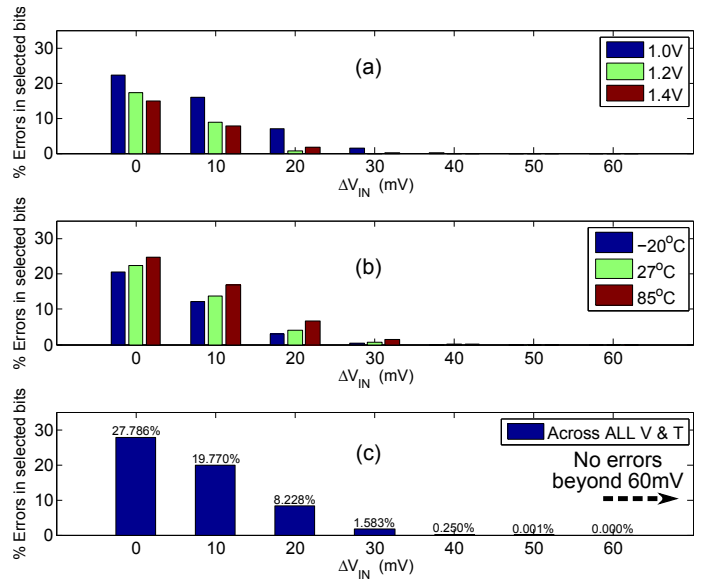 % Errors in selected bits
30
20
10
0
(a)
1.0V
1.2V
1.4V
0 10 20 30 40 50 60
ΔV_IN (mV)
% Errors in selected bits
30
20
10
0
(b)
−20°C
27°C
85°C
0 10 20 30 40 50 60
ΔV_IN (mV)
% Errors in selected bits
30
20
10
0
(c)
Across ALL V & T
No errors
beyond 60mV
27.786%
19.770%
8.228%
1.583%
0.250%
0.001%
0.000%
0 10 20 30 40 50 60
ΔV_IN (mV)